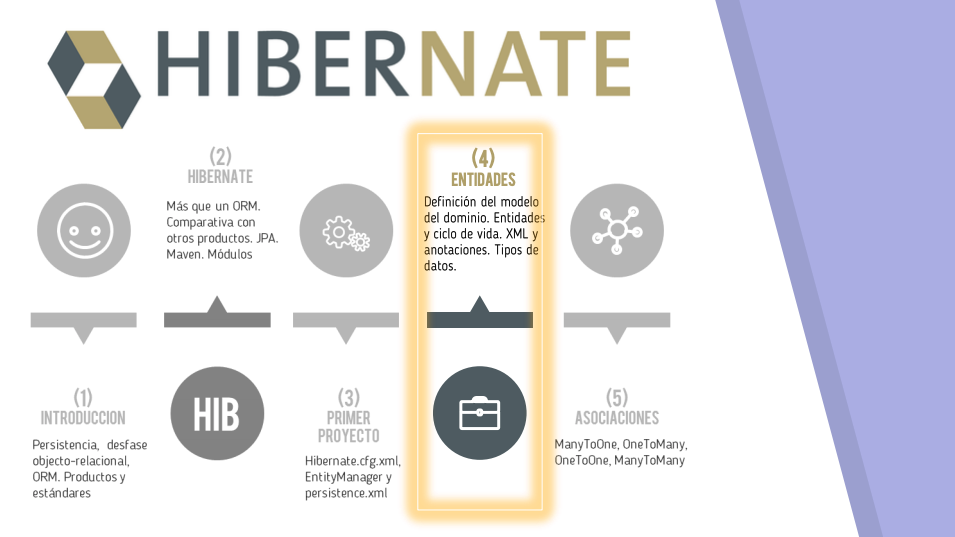 HIBERNATE
(1)
INTRODUCCION
Persistencia, desfase
objecto-relacional,
ORM. Productos y
estándares
(2)
HIBERNATE
Más que un ORM.
Comparativa con
otros productos. JPA.
Maven. Módulos
HIB
(3)
PRIMER
PROYECTO
Hibernate.cfg.xml,
EntityManager y
persistence.xml
(4)
ENTIDADES
Definición del modelo
del dominio. Entidades
y ciclo de vida. XML y
anotaciones. Tipos de
datos.
(5)
ASOCIACIONES
ManyToOne, OneToMany,
OneToOne, ManyToMany